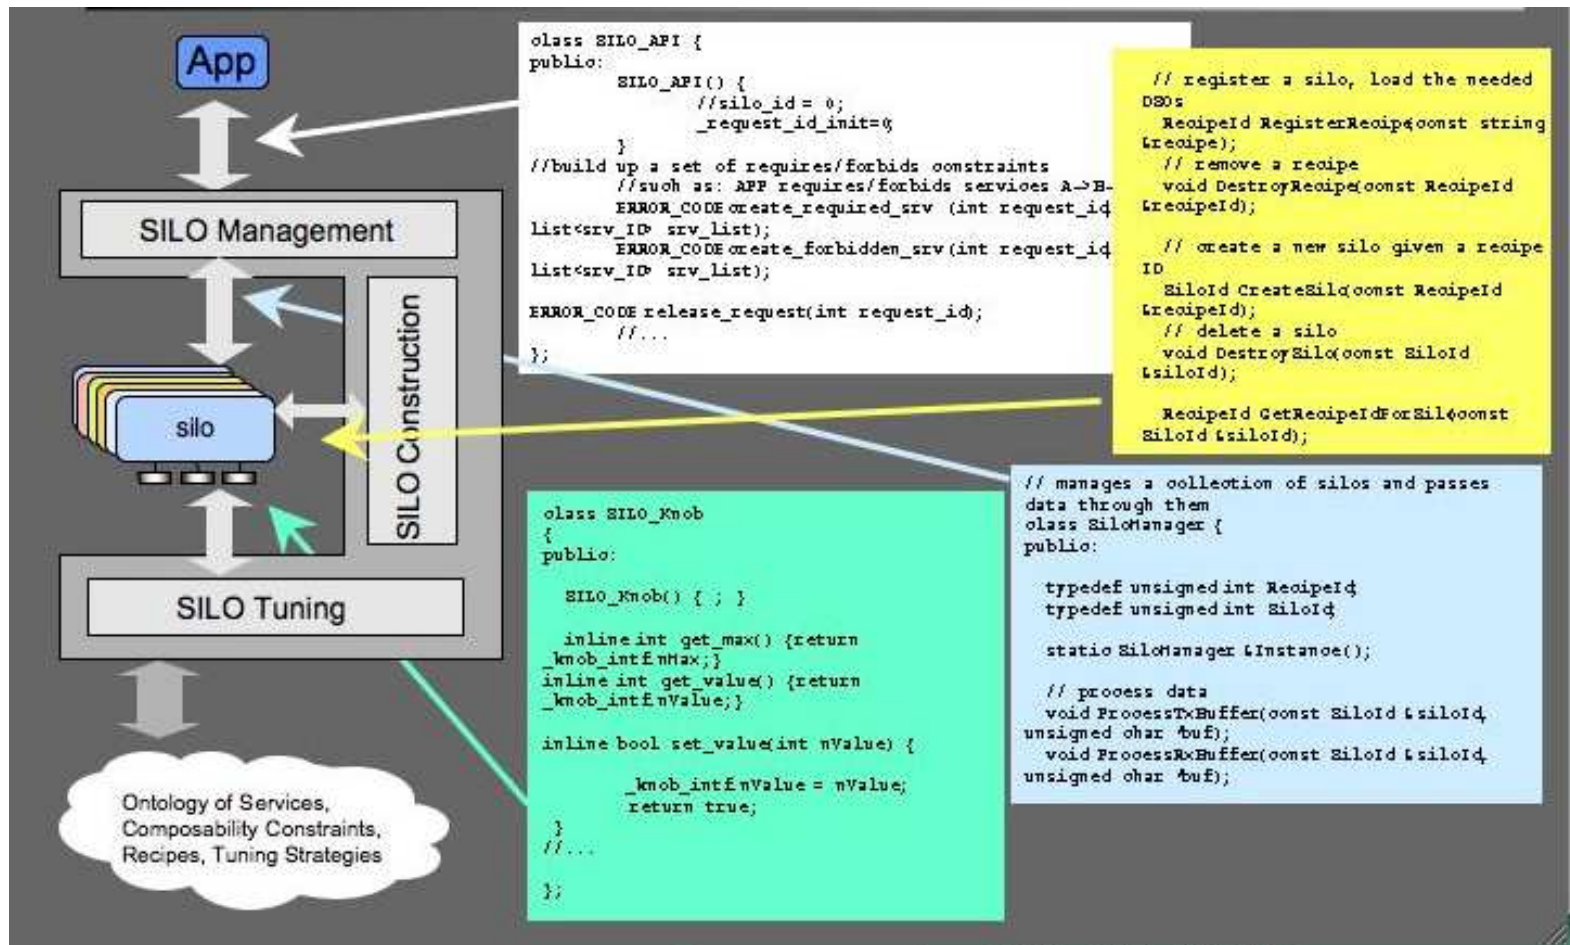 App
SILO Management
SILO Construction
silo
SILO Tuning
Ontology of Services,
Composability Constraints,
Recipes, Tuning Strategies
class SILO_API {
public:
SILO_API() {
//silo_id = 0;
_request_id_init=0;
}
//build up a set of requires/forbids constraints
//such as: APP requires/forbids services A->B-
ERROR_CODE create_required_srv (int request_id,
list<srv_ID> srv_list);
ERROR_CODE create_forbidden_srv(int request_id,
list<srv_ID> srv_list);
ERROR_CODE release_request(int request_id);
//...
};
// register a silo, load the needed
DSOs
RecipeId RegisterRecipe(const string
&recipe);
// remove a recipe
void DestroyRecipe(const RecipeId
&recipeId);
// create a new silo given a recipe
ID
SiloId CreateSilo(const RecipeId
&recipeId);
// delete a silo
void DestroySilo(const SiloId
&siloId);
RecipeId GetRecipeIdForSilo(const
SiloId &siloId);
// manages a collection of silos and passes
data through them
class SiloManager {
public:
typedef unsigned int RecipeId;
typedef unsigned int SiloId;
static SiloManager &Instance();
// process data
void ProcessTxBuffer(const SiloId &siloId,
unsigned char *buf);
void ProcessRxBuffer(const SiloId &siloId,
unsigned char *buf);
class SILO_Knob
{
public:
SILO_Knob() { ; }
inline int get_max() {return
_knob_intf.nMax;}
inline int get_value() {return
_knob_intf.nValue;}
inline bool set_value(int nValue) {
_knob_intf.nValue = nValue;
return true;
}
//...
};